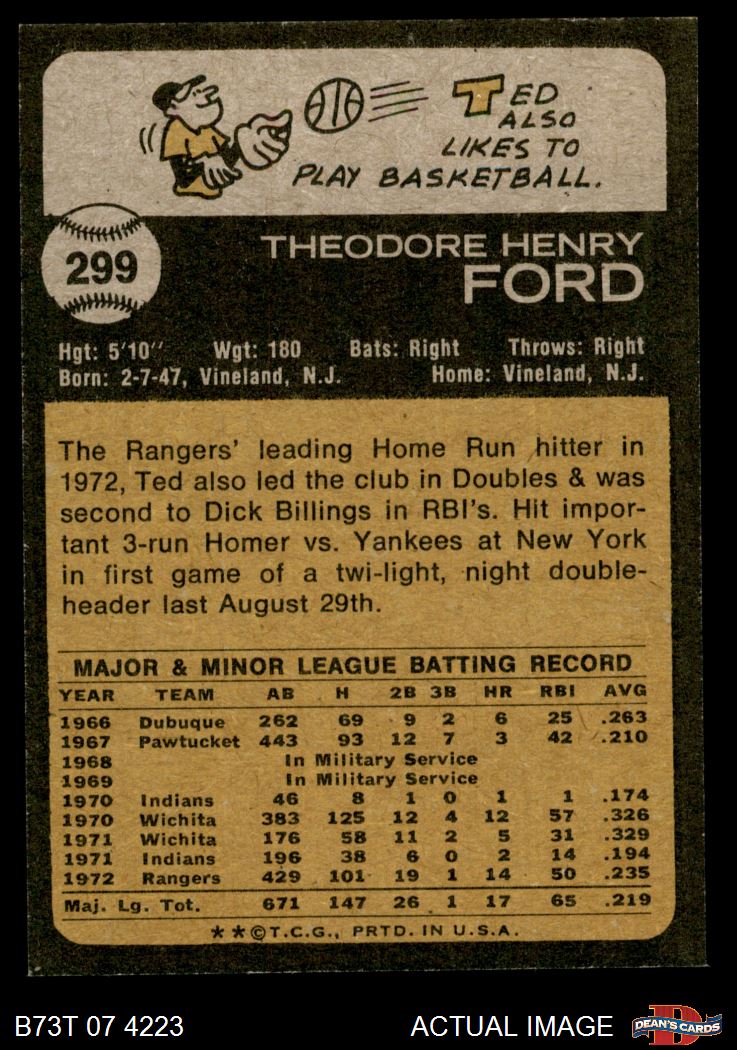 TED
ALSO
LIKES TO
PLAY BASKETBALL.
299
THEODORE HENRY
FORD
Hgt: 5'10'' Wgt: 180 Bats: Right Throws: Right
Born: 2-7-47, Vineland, N.J. Home: Vineland, N.J.
The Rangers' leading Home Run hitter in
1972, Ted also led the club in Doubles & was
second to Dick Billings in RBI's. Hit impor-
tant 3-run Homer vs. Yankees at New York
in first game of a twi-light, night double-
header last August 29th.
MAJOR & MINOR LEAGUE BATTING RECORD
YEAR TEAM AB H 2B 3B HR RBI AVG
1966 Dubuque 262 69 9 2 6 25 .263
1967 Pawtucket 443 93 12 7 3 42 .210
1968 In Military Service
1969 In Military Service
1970 Indians 46 8 1 0 1 1 .174
1970 Wichita 383 125 12 4 12 57 .326
1971 Wichita 176 58 11 2 5 31 .329
1971 Indians 196 38 6 0 2 14 .194
1972 Rangers 429 101 19 1 14 50 .235
Maj. Lg. Tot. 671 147 26 1 17 65 .219
**©T.C.G., PRTD. IN U.S.A.
B73T 07 4223 ACTUAL IMAGE DEAN'S CARDS